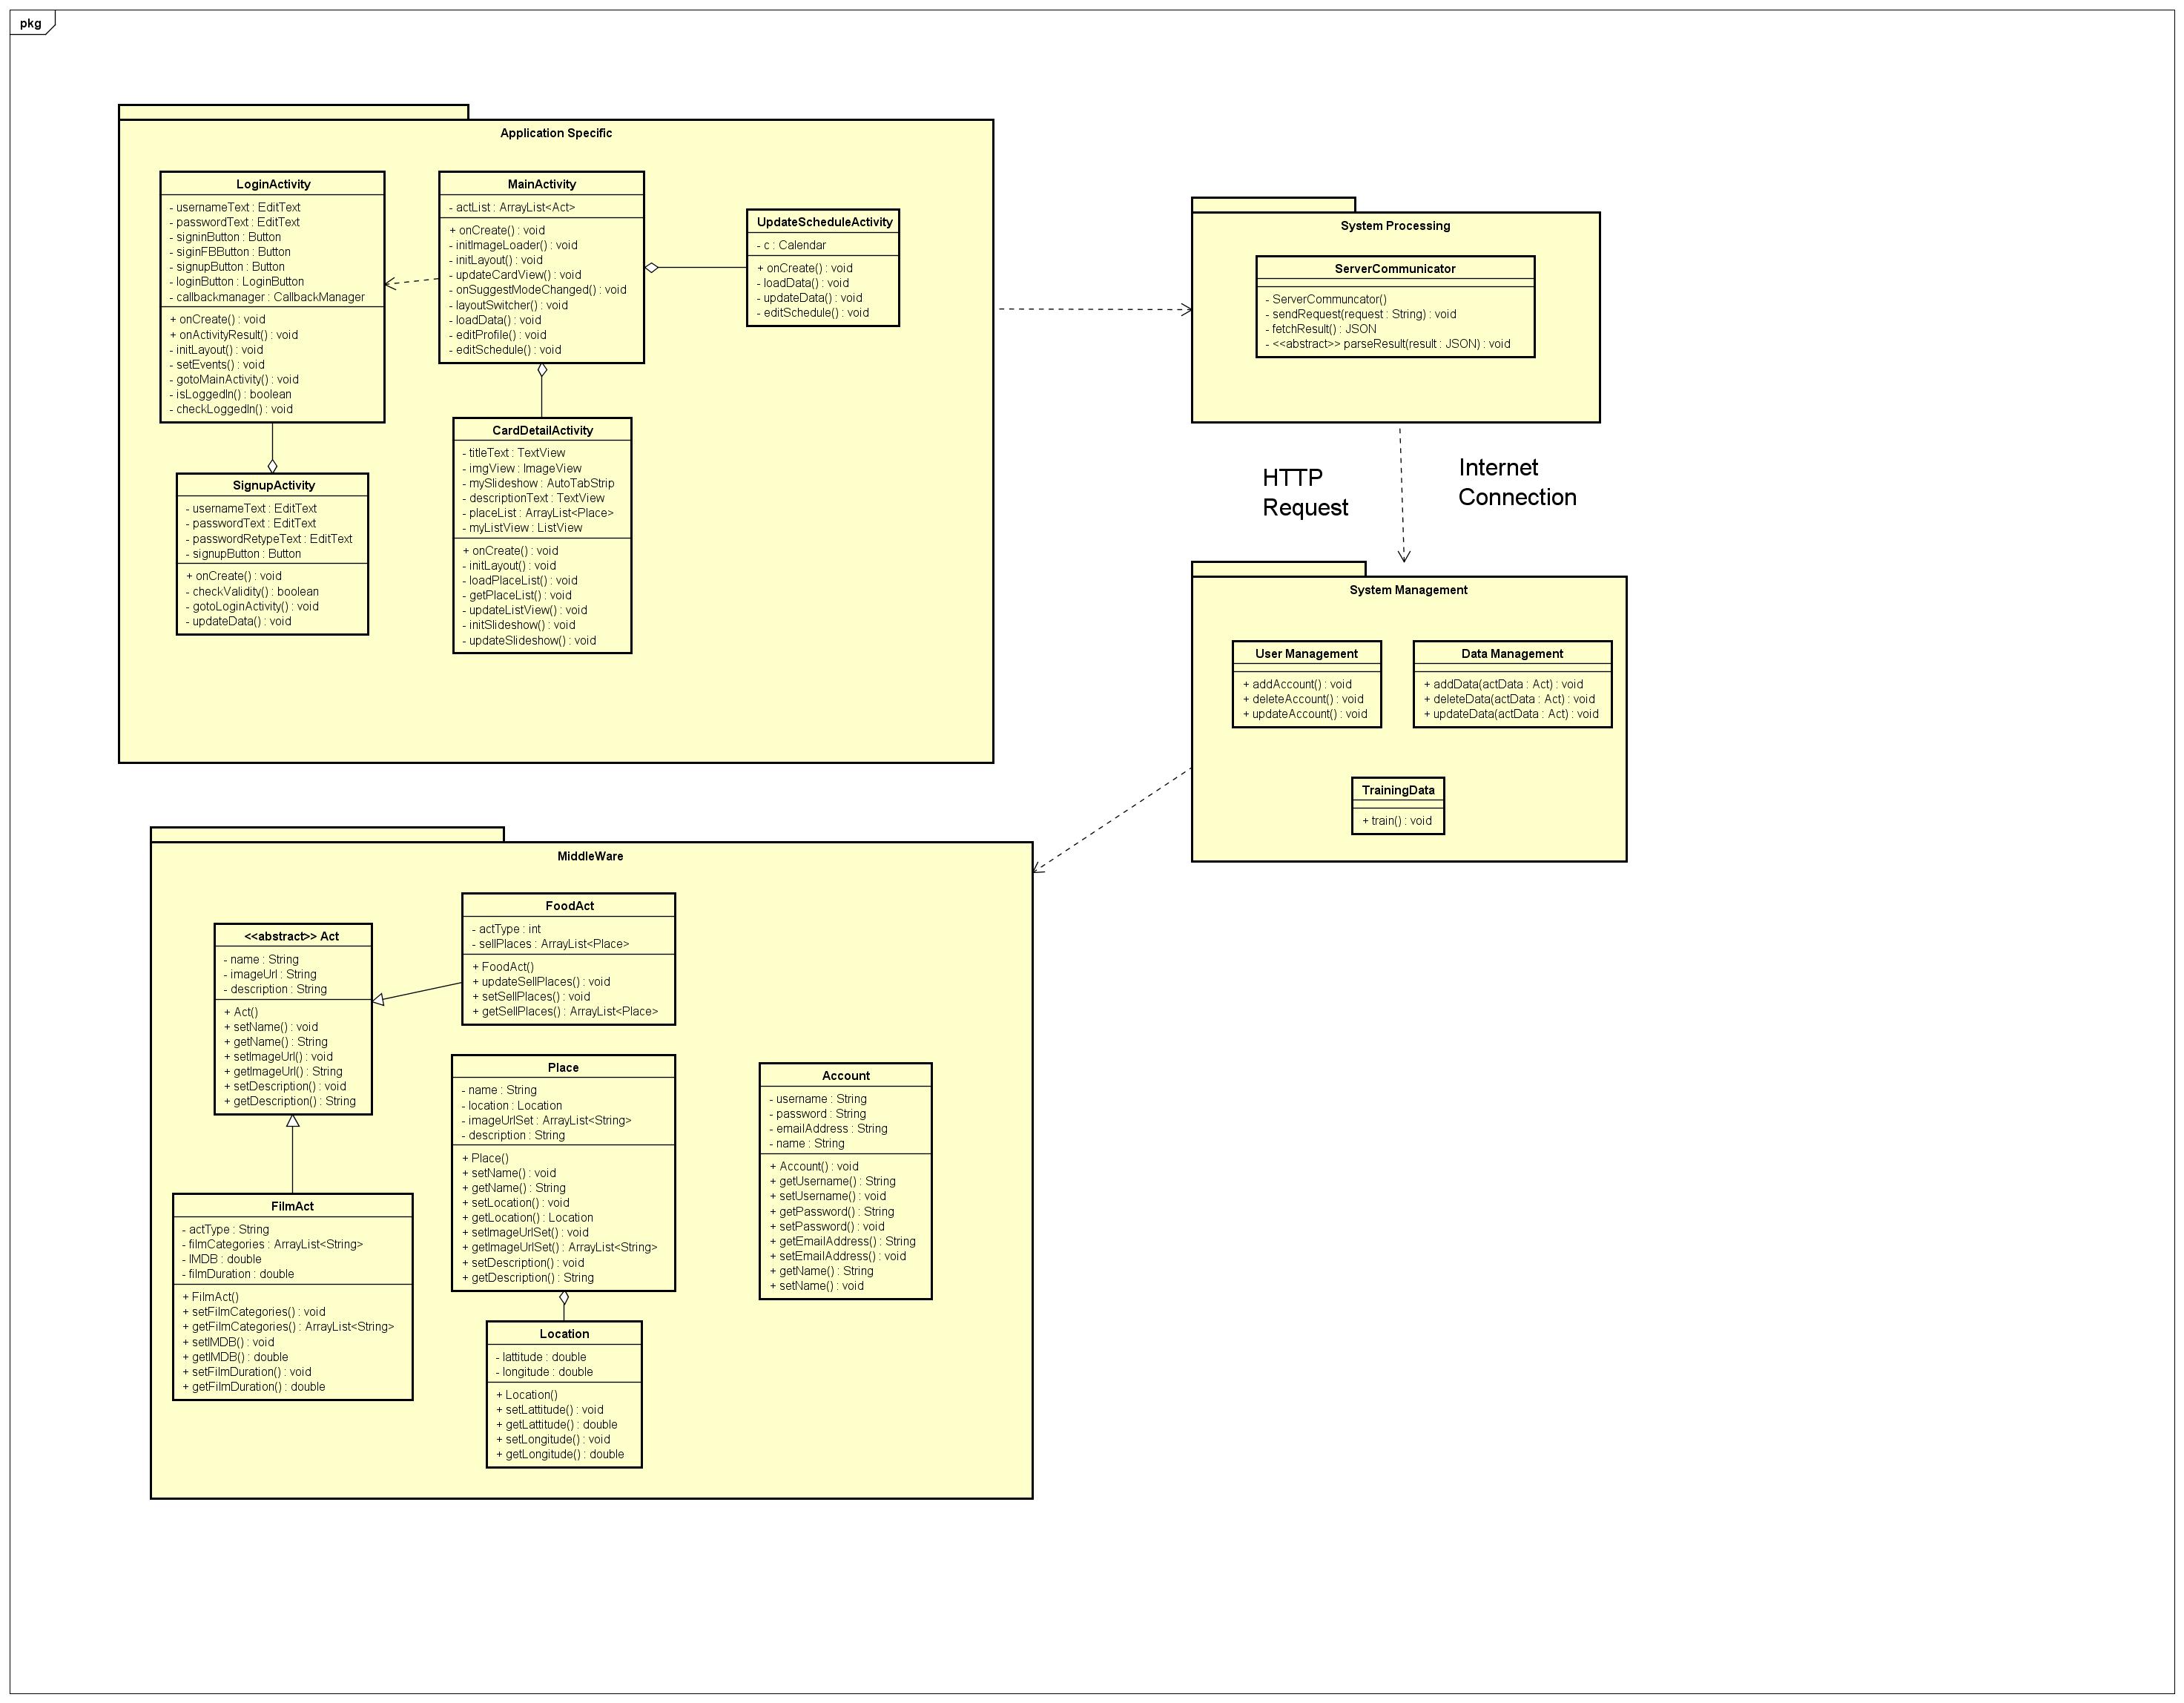 pkg
Application Specific
LoginActivity
- usernameText : EditText
- passwordText : EditText
- signinButton : Button
- siginFBButton : Button
- signupButton : Button
- loginButton : LoginButton
- callbackmanager : CallbackManager
+ onCreate() : void
+ onActivityResult() : void
- initLayout() : void
- setEvents() : void
- gotoMainActivity() : void
- isLoggedIn() : boolean
- checkLoggedIn() : void
MainActivity
- actList : ArrayList<Act>
+ onCreate() : void
- initImageLoader() : void
- initLayout() : void
- updateCardView() : void
- onSuggestModeChanged() : void
- layoutSwitcher() : void
- loadData() : void
- editProfile() : void
- editSchedule() : void
UpdateScheduleActivity
- c : Calendar
+ onCreate() : void
- loadData() : void
- updateData() : void
- editSchedule() : void
SignupActivity
- usernameText : EditText
- passwordText : EditText
- passwordRetypeText : EditText
- signupButton : Button
+ onCreate() : void
- checkValidity() : boolean
- gotoLoginActivity() : void
- updateData() : void
CardDetailActivity
- titleText : TextView
- imgView : ImageView
- mySlideshow : AutoTabStrip
- descriptionText : TextView
- placeList : ArrayList<Place>
- myListView : ListView
+ onCreate() : void
- initLayout() : void
- loadPlaceList() : void
- getPlaceList() : void
- updateListView() : void
- initSlideshow() : void
- updateSlideshow() : void
System Processing
ServerCommunicator
- ServerCommuncator()
- sendRequest(request : String) : void
- fetchResult() : JSON
- <<abstract>> parseResult(result : JSON) : void
HTTP
Request
Internet
Connection
System Management
User Management
+ addAccount() : void
+ deleteAccount() : void
+ updateAccount() : void
Data Management
+ addData(actData : Act) : void
+ deleteData(actData : Act) : void
+ updateData(actData : Act) : void
TrainingData
+ train() : void
MiddleWare
<<abstract>> Act
- name : String
- imageUrl : String
- description : String
+ Act()
+ setName() : void
+ getName() : String
+ setImageUrl() : void
+ getImageUrl() : String
+ setDescription() : void
+ getDescription() : String
FoodAct
- actType : int
- sellPlaces : ArrayList<Place>
+ FoodAct()
+ updateSellPlaces() : void
+ setSellPlaces() : void
+ getSellPlaces() : ArrayList<Place>
Place
- name : String
- location : Location
- imageUrlSet : ArrayList<String>
- description : String
+ Place()
+ setName() : void
+ getName() : String
+ setLocation() : void
+ getLocation() : Location
+ setImageUrlSet() : void
+ getImageUrlSet() : ArrayList<String>
+ setDescription() : void
+ getDescription() : String
Account
- username : String
- password : String
- emailAddress : String
- name : String
+ Account() : void
+ getUsername() : String
+ setUsername() : void
+ getPassword() : String
+ setPassword() : void
+ getEmailAddress() : String
+ setEmailAddress() : void
+ getName() : String
+ setName() : void
FilmAct
- actType : String
- filmCategories : ArrayList<String>
- IMDB : double
- filmDuration : double
+ FilmAct()
+ setFilmCategories() : void
+ getFilmCategories() : ArrayList<String>
+ setIMDB() : void
+ getIMDB() : double
+ setFilmDuration() : void
+ getFilmDuration() : double
Location
- lattitude : double
- longitude : double
+ Location()
+ setLattitude() : void
+ getLattitude() : double
+ setLongitude() : void
+ getLongitude() : double